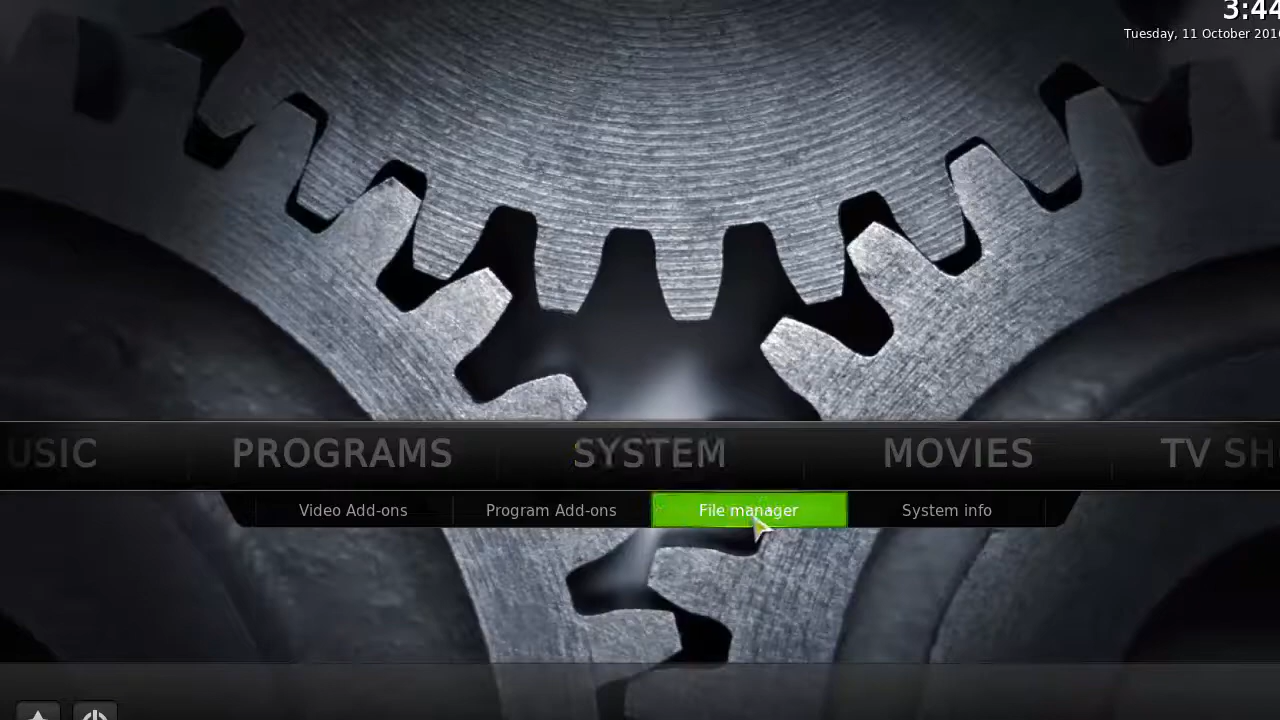 3:44
Tuesday, 11 October 2016
USIC PROGRAMS SYSTEM MOVIES TV SH
Video Add-ons Program Add-ons File manager System info